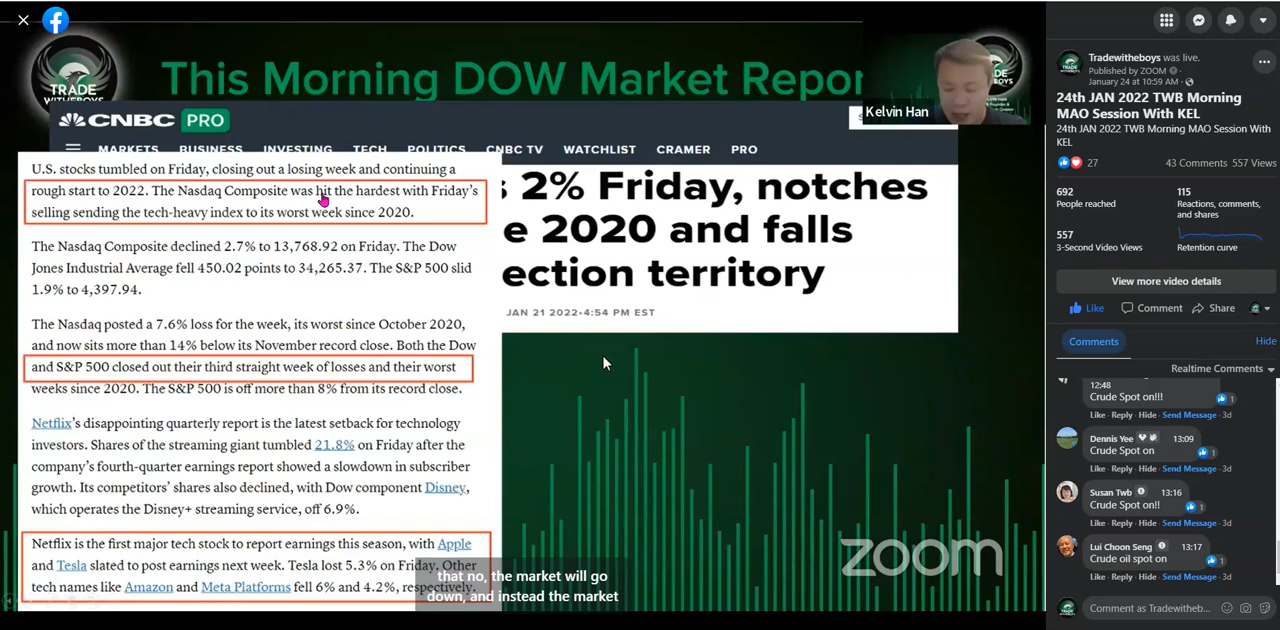 This Morning DOW Market Repor
TRADE
WITHEBOYS
Kelvin Han
CNBC PRO
MARKETS BUSINESS INVESTING TECH POLITICS CNBC TV WATCHLIST CRAMER PRO
s 2% Friday, notches
e 2020 and falls
ection territory
JAN 21 2022•4:54 PM EST
U.S. stocks tumbled on Friday, closing out a losing week and continuing a
rough start to 2022. The Nasdaq Composite was hit the hardest with Friday's
selling sending the tech-heavy index to its worst week since 2020.
The Nasdaq Composite declined 2.7% to 13,768.92 on Friday. The Dow
Jones Industrial Average fell 450.02 points to 34,265.37. The S&P 500 slid
1.9% to 4,397.94.
The Nasdaq posted a 7.6% loss for the week, its worst since October 2020,
and now sits more than 14% below its November record close. Both the Dow
and S&P 500 closed out their third straight week of losses and their worst
weeks since 2020. The S&P 500 is off more than 8% from its record close.
Netflix's disappointing quarterly report is the latest setback for technology
investors. Shares of the streaming giant tumbled 21.8% on Friday after the
company's fourth-quarter earnings report showed a slowdown in subscriber
growth. Its competitors' shares also declined, with Dow component Disney,
which operates the Disney+ streaming service, off 6.9%.
Netflix is the first major tech stock to report earnings this season, with Apple
and Tesla slated to post earnings next week. Tesla lost 5.3% on Friday. Other
tech names like Amazon and Meta Platforms fell 6% and 4.2%, respectively.
that no, the market will go
down, and instead the market
zoom
Tradewitheboys was live.
Published by ZOOM
January 24 at 10:59 AM
24th JAN 2022 TWB Morning
MAO Session With KEL
24th JAN 2022 TWB Morning MAO Session With
KEL
27 43 Comments 557 Views
692
People reached
115
Reactions, comments,
and shares
557
3-Second Video Views
Retention curve
View more video details
Like Comment Share
Comments Hide
Realtime Comments
12:48
Crude Spot on!!! 1
Like · Reply · Hide · Send Message · 3d
Dennis Yee 13:09
Crude Spot on 1
Like · Reply · Hide · Send Message · 3d
Susan Twb 13:16
Crude Spot on!! 1
Like · Reply · Hide · Send Message · 3d
Lui Choon Seng 13:17
Crude oil spot on 1
Like · Reply · Hide · Send Message · 3d
Comment as Tradewitheb...